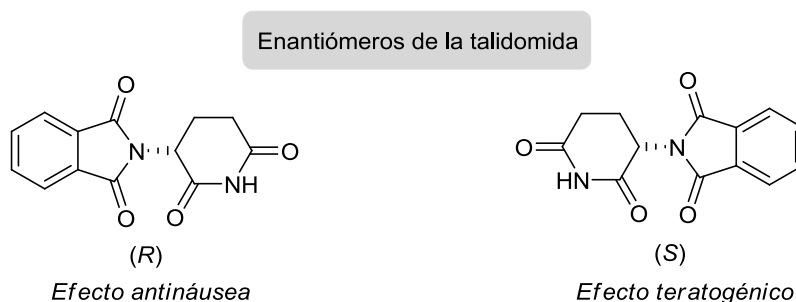 Enantiómeros de la talidomida
O
N
O
O
NH
O
(R)
Efecto antináusea
O
HN
O
O
N
O
(S)
Efecto teratogénico